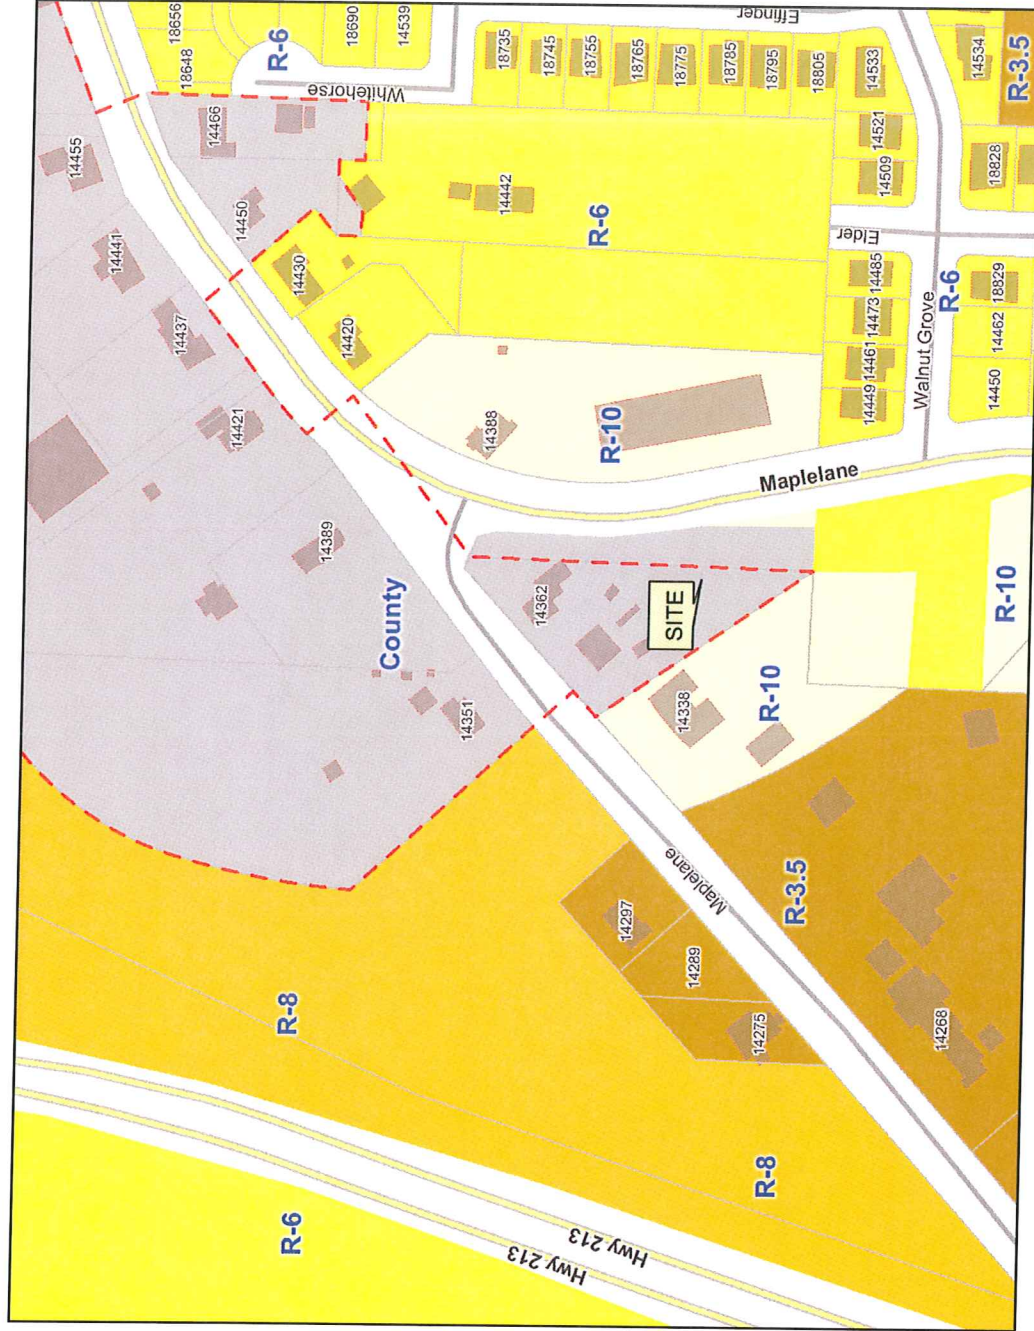 R-6
Hwy 213
Hwy 213
R-8
R-8
14275
14289
14297
Maplelane
R-3.5
14268
County
14351
14389
14421
14437
14441
14455
14338
R-10
14362
SITE
Maplelane
14388
R-10
R-10
14420
14430
14450
14466
14442
R-6
Whitehorse
R-6
18648
18656
18690
14539
18735
18745
18755
18765
18775
18785
18795
18805
Effinger
14533
14521
14509
Elder
14485
14473
14461
14449
Walnut Grove
R-6
14450
14462
18829
18828
14534
R-3.5